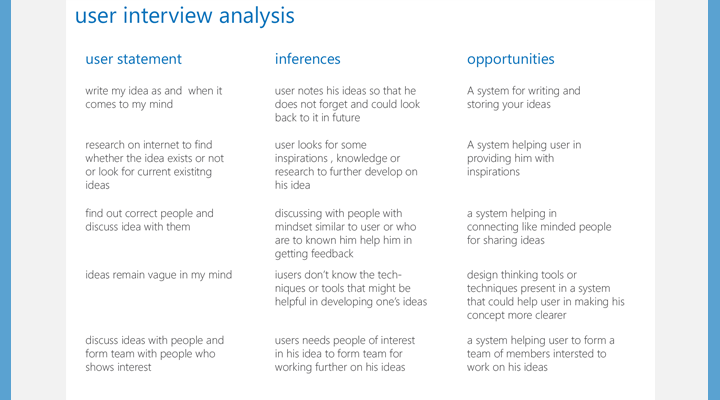 user interview analysis
user statement
inferences
opportunities
write my idea as and when it
comes to my mind
user notes his ideas so that he
does not forget and could look
back to it in future
A system for writing and
storing your ideas
research on internet to find
whether the idea exists or not
or look for current existitng
ideas
user looks for some
inspirations , knowledge or
research to further develop on
his idea
A system helping user in
providing him with
inspirations
find out correct people and
discuss idea with them
discussing with people with
mindset similar to user or who
are to known him help him in
getting feedback
a system helping in
connecting like minded people
for sharing ideas
ideas remain vague in my mind
iusers don't know the tech-
niques or tools that might be
helpful in developing one's ideas
design thinking tools or
techniques present in a system
that could help user in making his
concept more clearer
discuss ideas with people and
form team with people who
shows interest
users needs people of interest
in his idea to form team for
working further on his ideas
a system helping user to form a
team of members intersted to
work on his ideas